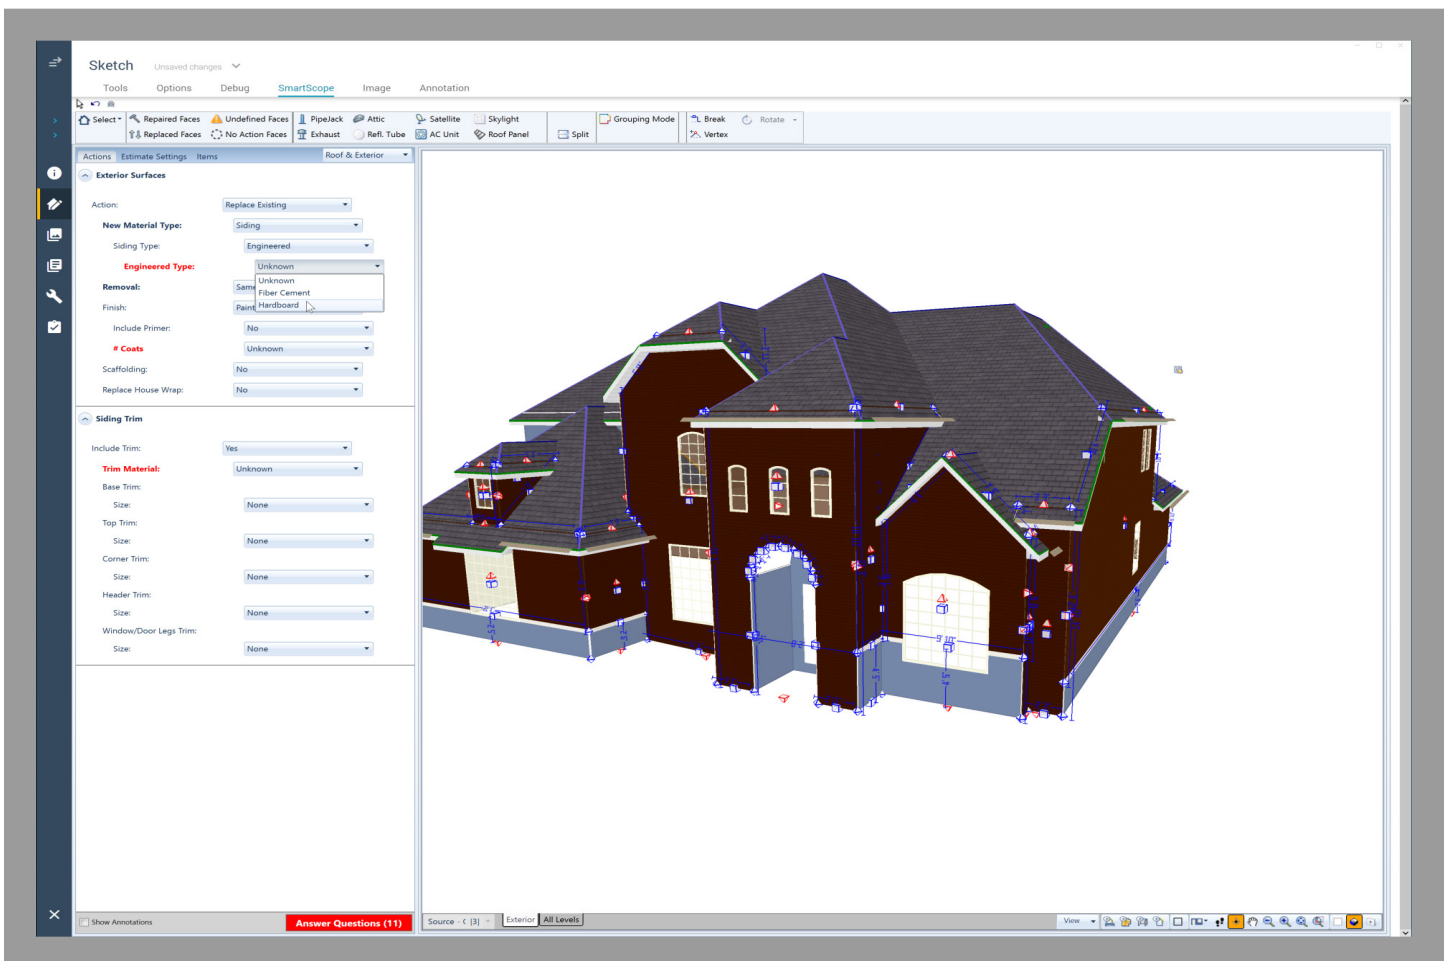 Sketch Unsaved changes
Tools Options Debug SmartScope Image Annotation
Select Repaired Faces Undefined Faces PipeJack Attic Satellite Skylight Grouping Mode Break Rotate
Replaced Faces No Action Faces Exhaust Refl. Tube AC Unit Roof Panel Split Vertex
Actions Estimate Settings Items Roof & Exterior
Exterior Surfaces
Action: Replace Existing
New Material Type: Siding
Siding Type: Engineered
Engineered Type: Unknown
Unknown
Fiber Cement
Hardboard
Removal: Same
Finish: Paint
Include Primer: No
# Coats Unknown
Scaffolding: No
Replace House Wrap: No
Siding Trim
Include Trim: Yes
Trim Material: Unknown
Base Trim:
Size: None
Top Trim:
Size: None
Corner Trim:
Size: None
Header Trim:
Size: None
Window/Door Legs Trim:
Size: None
9' 10"
Show Annotations Answer Questions (11) Source - ( [3] Exterior All Levels View